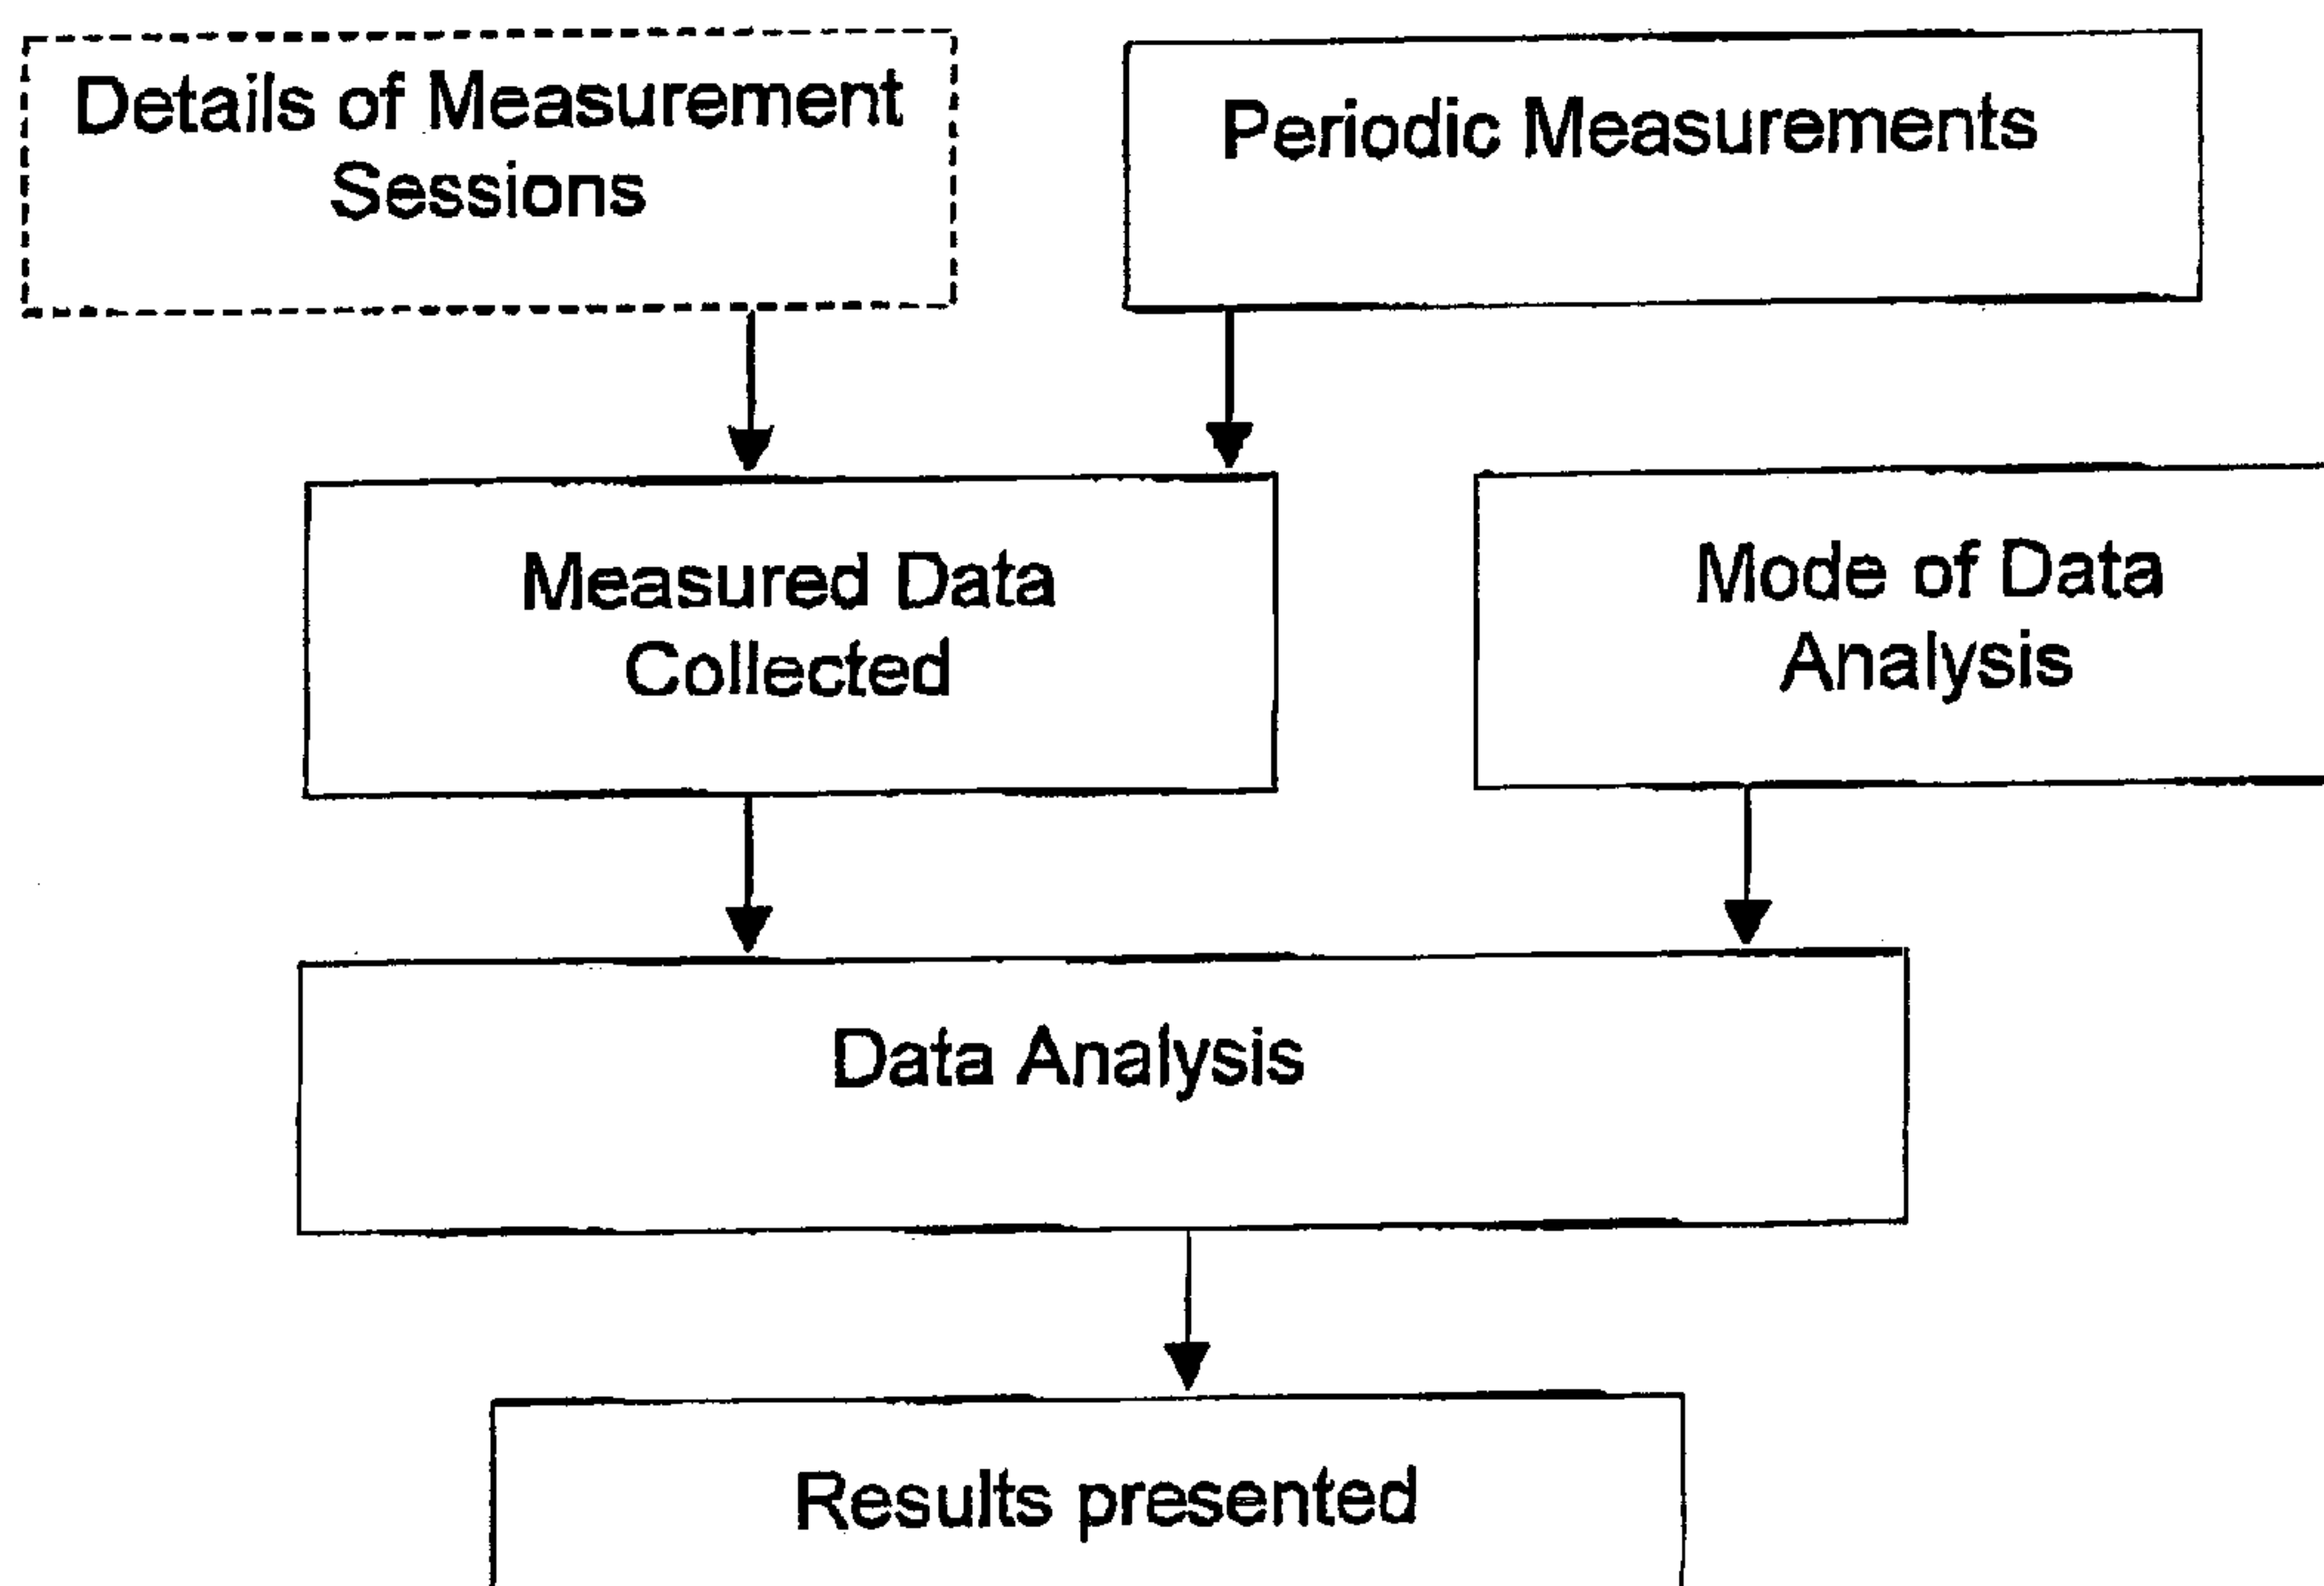 Details of Measurement
Sessions
Periodic Measurements
Measured Data
Collected
Mode of Data
Analysis
Data Analysis
Results presented